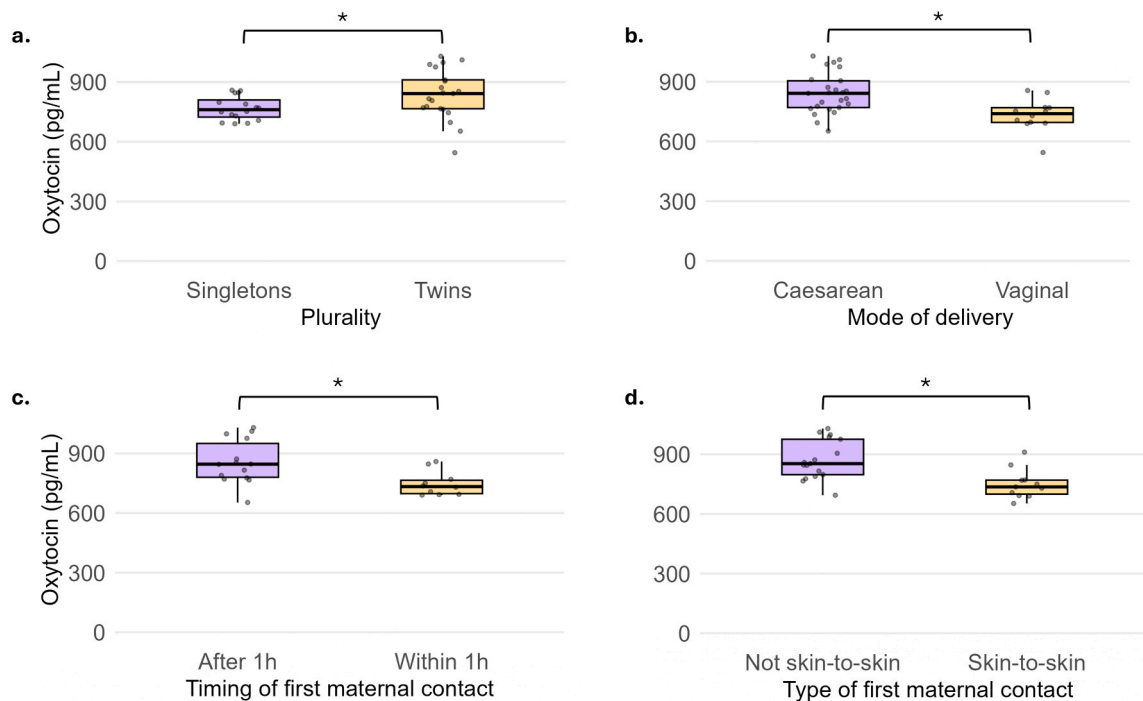 a.
*
Oxytocin (pg/mL)
900
600
300
0
Singletons Twins
Plurality
b.
*
900
600
300
0
Caesarean Vaginal
Mode of delivery
c.
*
Oxytocin (pg/mL)
900
600
300
0
After 1h Within 1h
Timing of first maternal contact
d.
*
900
600
300
0
Not skin-to-skin Skin-to-skin
Type of first maternal contact